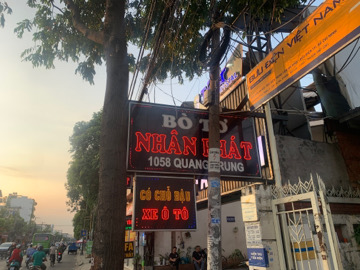 BƯU ĐIỆN VIỆT NAM
BÒ TƠ
NHÂN PHÁT
1058 QUANG TRUNG
CÓ CHỖ ĐẬU
XE Ô TÔ